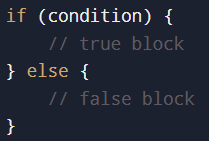 if (condition) {
    // true block
} else {
    // false block
}